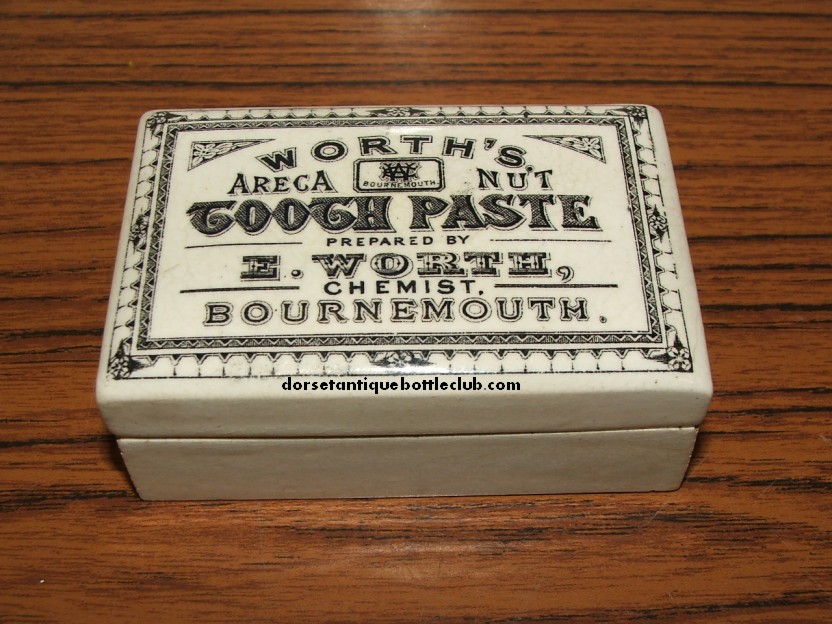 WORTH'S
ARECA NUT
BOURNEMOUTH
TOOTH PASTE
PREPARED BY
E. WORTH,
CHEMIST,
BOURNEMOUTH.
dorsetantiquebottleclub.com